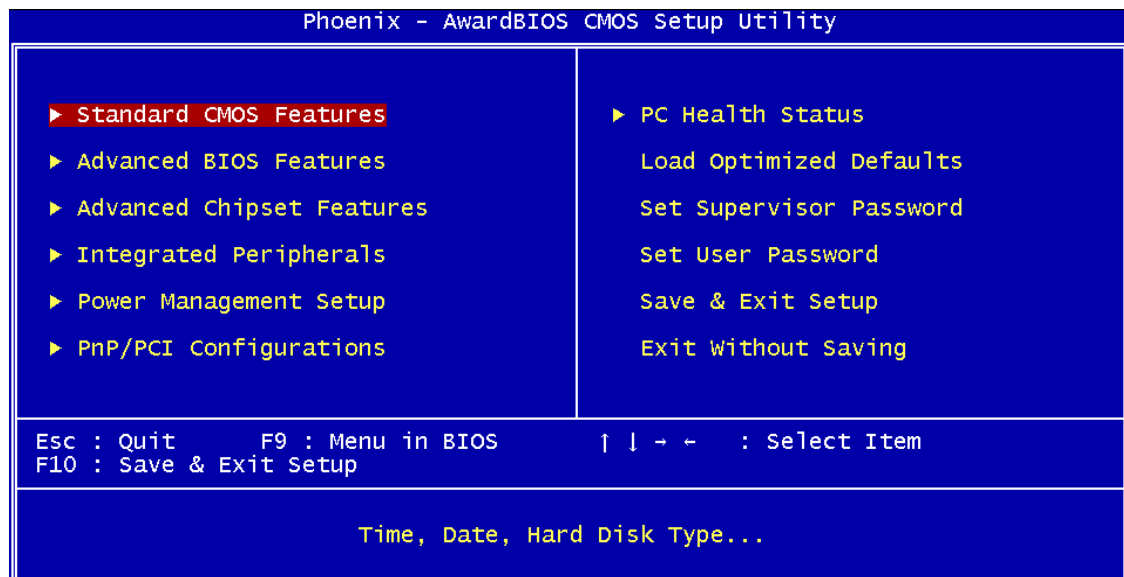 Phoenix - AwardBIOS CMOS Setup Utility
▶ Standard CMOS Features
▶ Advanced BIOS Features
▶ Advanced Chipset Features
▶ Integrated Peripherals
▶ Power Management Setup
▶ PnP/PCI Configurations
▶ PC Health Status
Load Optimized Defaults
Set Supervisor Password
Set User Password
Save & Exit Setup
Exit Without Saving
Esc : Quit F9 : Menu in BIOS ↑ ↓ → ← : Select Item
F10 : Save & Exit Setup
Time, Date, Hard Disk Type...